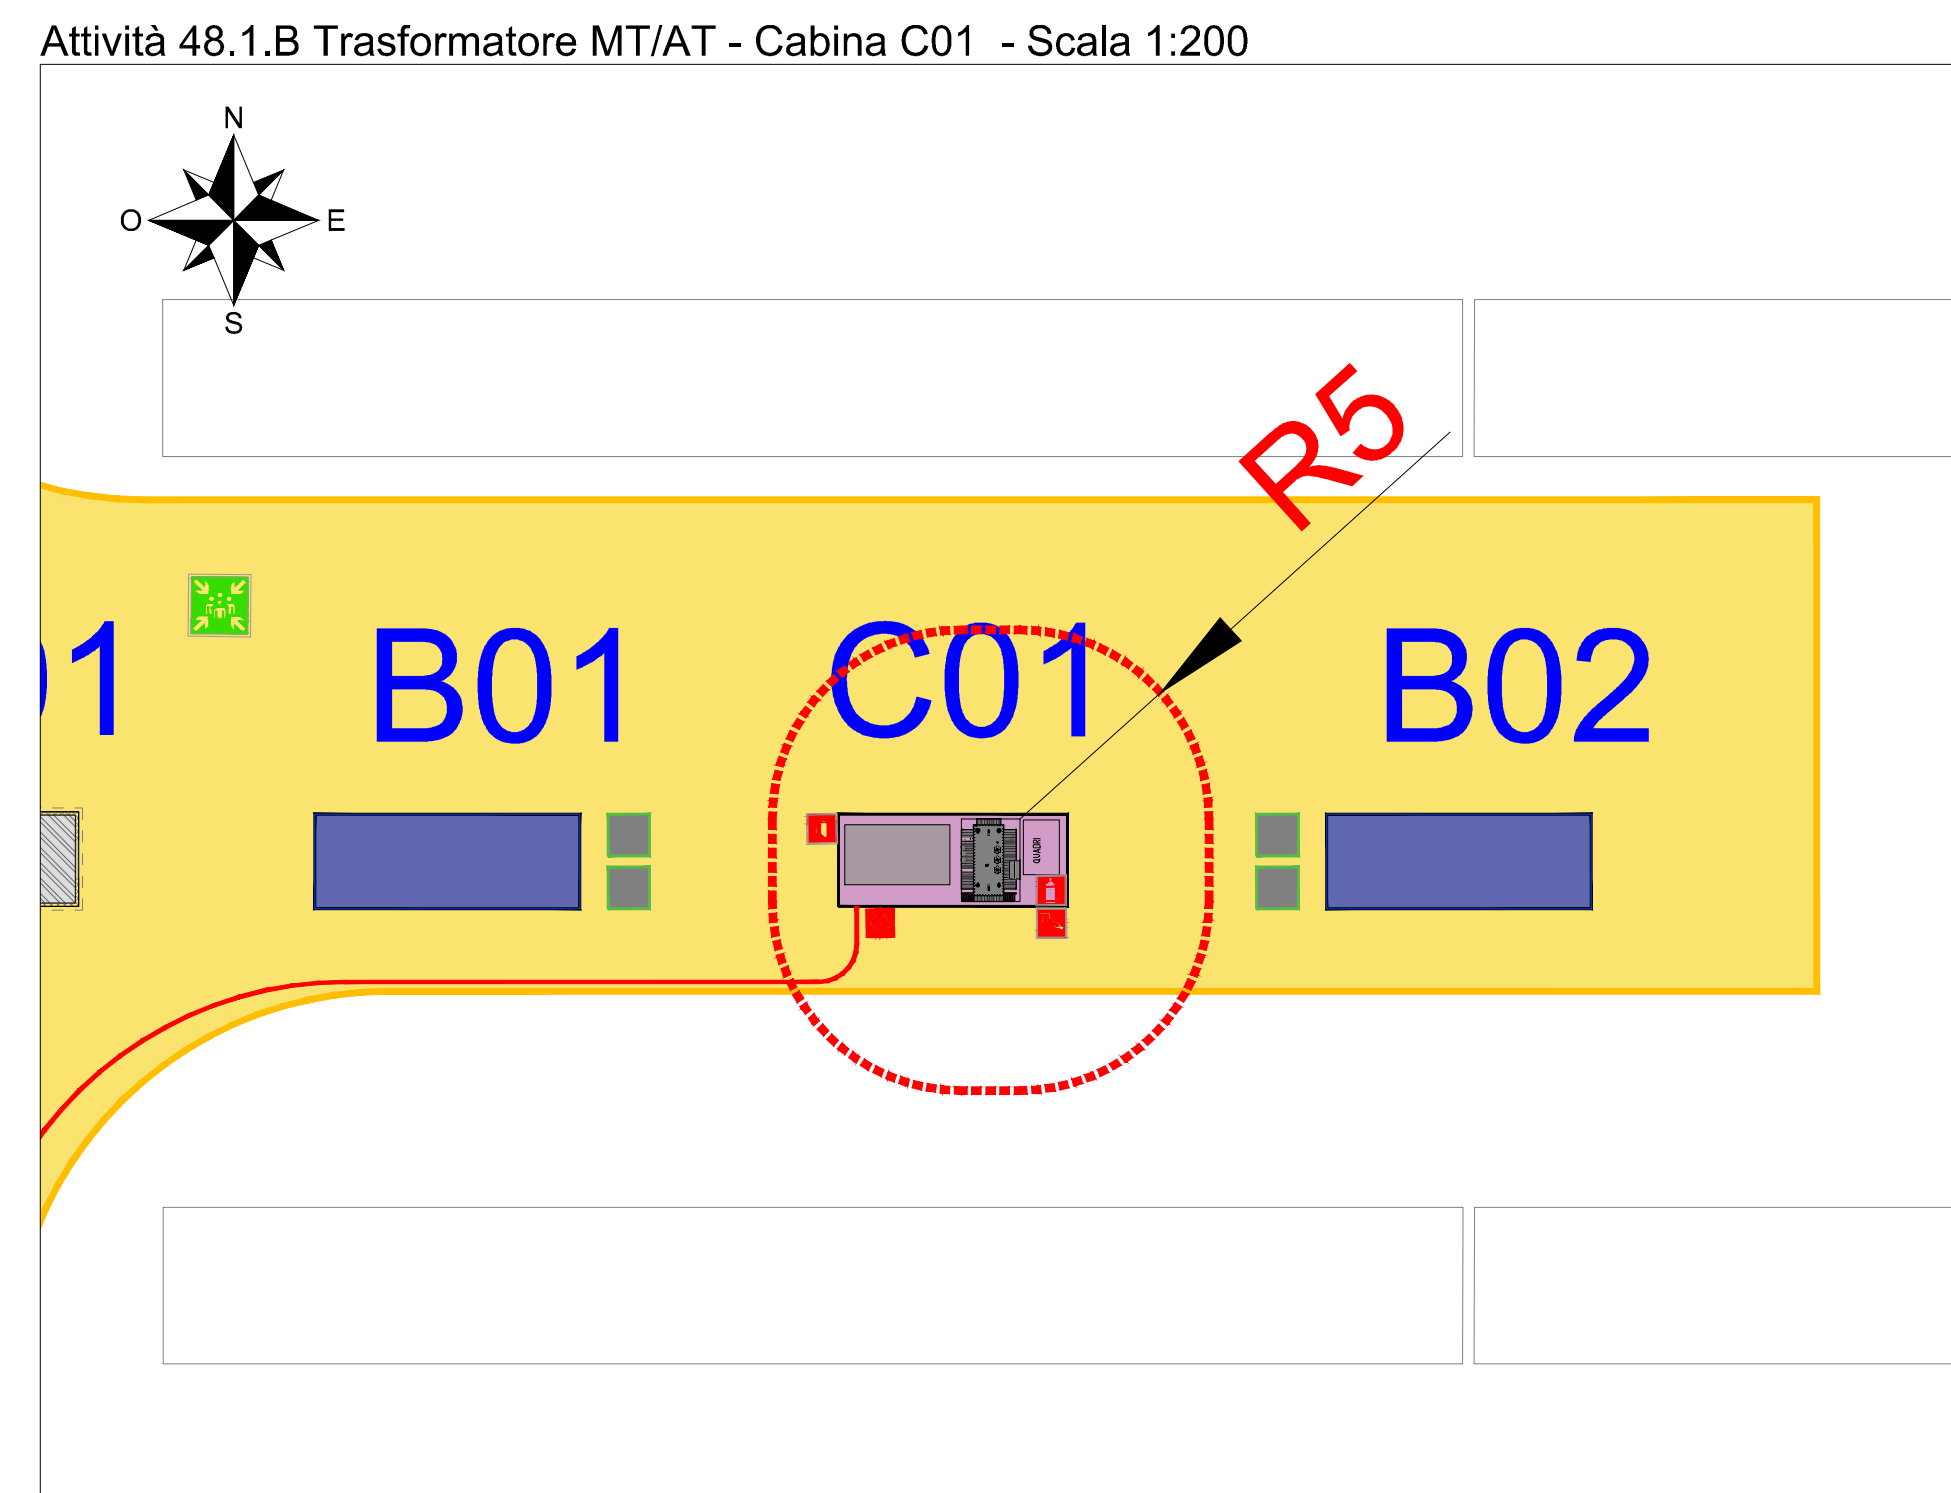 Attività 48.1.B Trasformatore MT/AT - Cabina C01 - Scala 1:200
N
O E
S
R5
01 B01 C01 B02
QUADRI